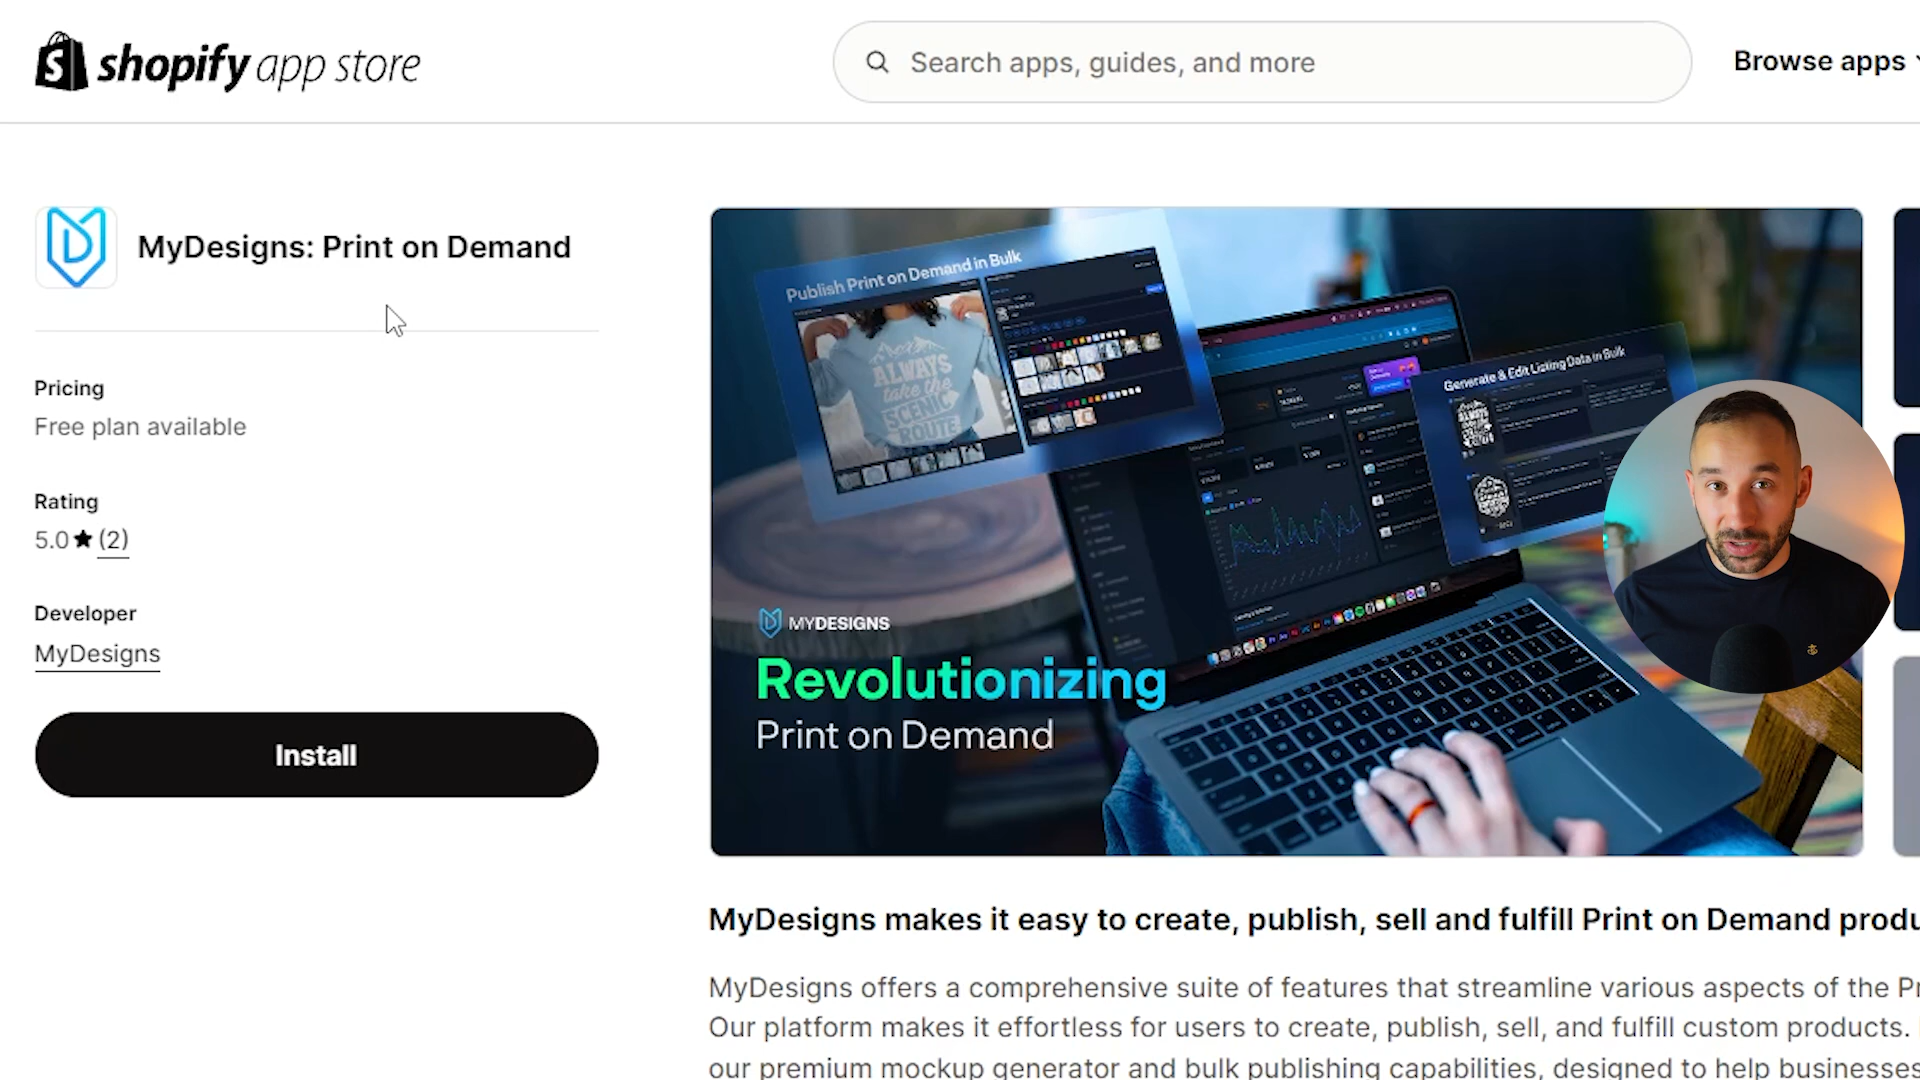 shopify app store
Search apps, guides, and more
Browse apps
MyDesigns: Print on Demand
Pricing
Free plan available
Rating
5.0 ★ (2)
Developer
MyDesigns
Install
Publish Print on Demand in Bulk
ALWAYS
take the
SCENIC
ROUTE
Generate & Edit Listing Data in Bulk
MYDESIGNS
Revolutionizing
Print on Demand
MyDesigns makes it easy to create, publish, sell and fulfill Print on Demand
MyDesigns offers a comprehensive suite of features that streamline various aspects of the
Our platform makes it effortless for users to create, publish, sell, and fulfill custom products.
our premium mockup generator and bulk publishing capabilities, designed to help businesses